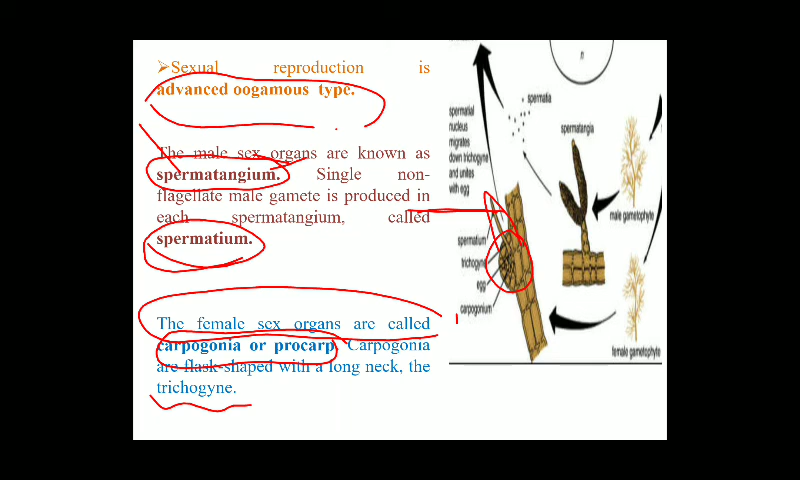 ➢Sexual reproduction is
advanced oogamous type.
The male sex organs are known as
spermatangium. Single non-
flagellate male gamete is produced in
each spermatangium, called
spermatium.
The female sex organs are called
carpogonia or procarp. Carpogonia
are flask-shaped with a long neck, the
trichogyne.
n
spermatia
spermatial
nucleus
migrates
down trichogyne
and unites
with egg
spermatangia
male gametophyte
spermatium
trichogyne
egg
carpogonium
female gametophyte